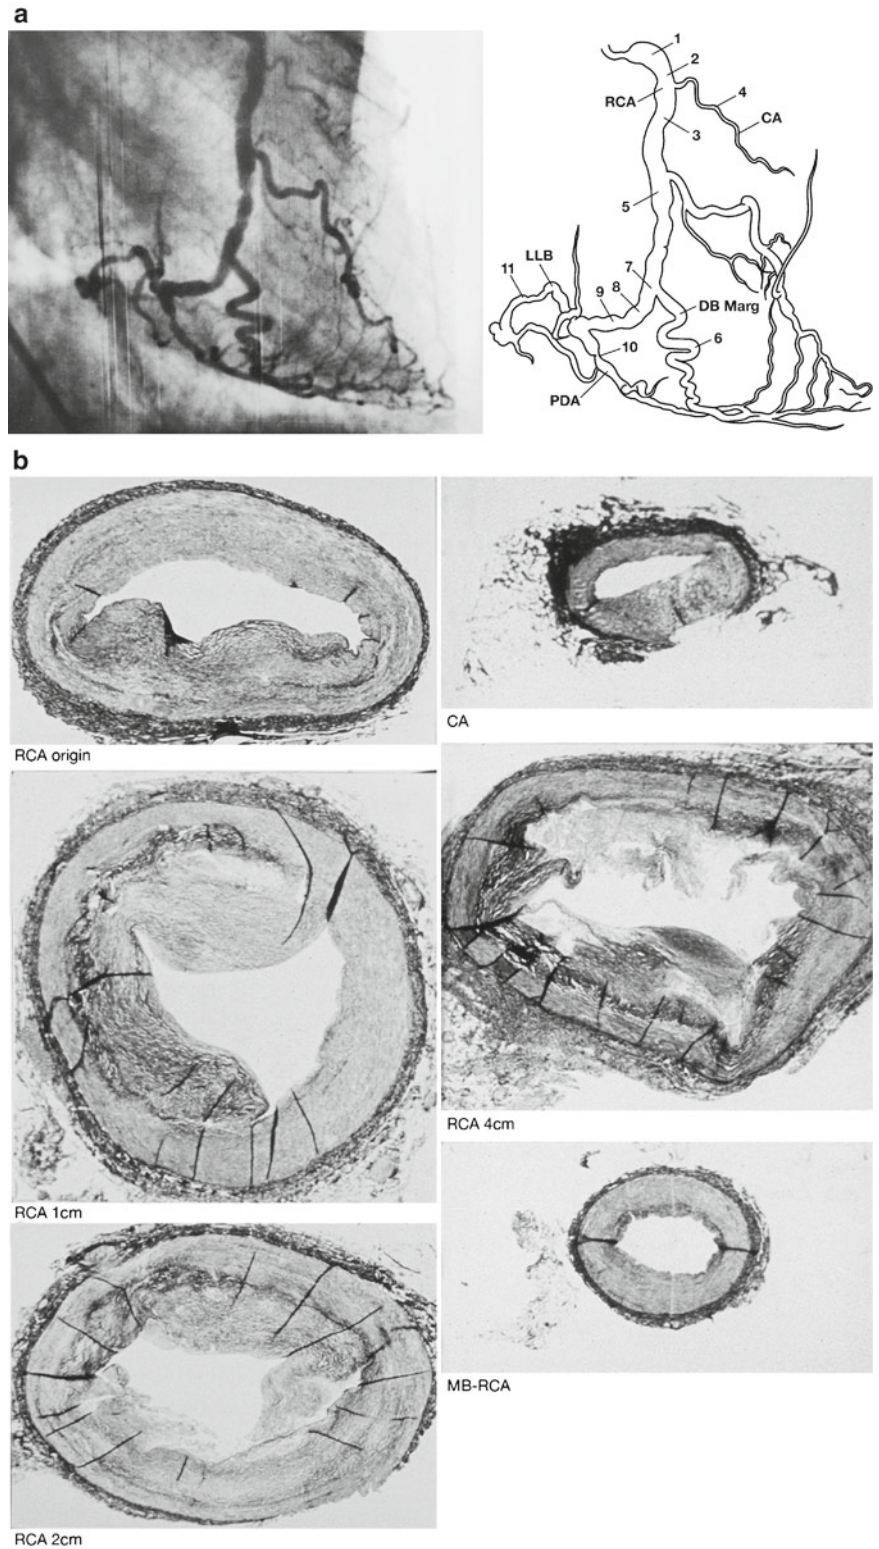 a
1
2
RCA
4
CA
3
5
LLB
11
7
8
9
DB Marg
6
10
PDA
b
RCA origin
CA
RCA 1cm
RCA 4cm
RCA 2cm
MB-RCA